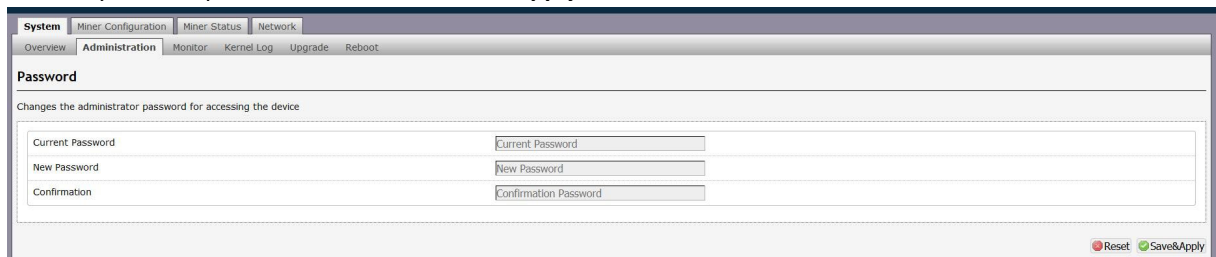 System Miner Configuration Miner Status Network
Overview Administration Monitor Kernel Log Upgrade Reboot
Password
Changes the administrator password for accessing the device
Current Password Current Password
New Password New Password
Confirmation Confirmation Password
Reset Save&Apply